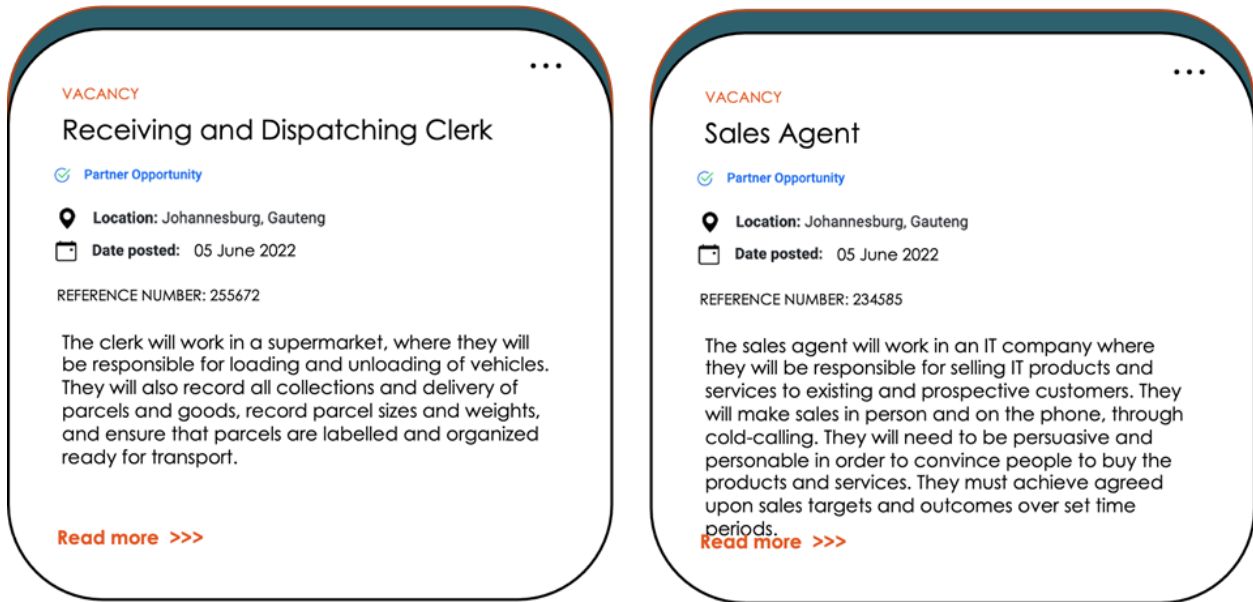 ...
VACANCY
Receiving and Dispatching Clerk
Partner Opportunity
Location: Johannesburg, Gauteng
Date posted: 05 June 2022
REFERENCE NUMBER: 255672
The clerk will work in a supermarket, where they will
be responsible for loading and unloading of vehicles.
They will also record all collections and delivery of
parcels and goods, record parcel sizes and weights,
and ensure that parcels are labelled and organized
ready for transport.
Read more >>>
...
VACANCY
Sales Agent
Partner Opportunity
Location: Johannesburg, Gauteng
Date posted: 05 June 2022
REFERENCE NUMBER: 234585
The sales agent will work in an IT company where
they will be responsible for selling IT products and
services to existing and prospective customers. They
will make sales in person and on the phone, through
cold-calling. They will need to be persuasive and
personable in order to convince people to buy the
products and services. They must achieve agreed
upon sales targets and outcomes over set time
periods.
Read more >>>